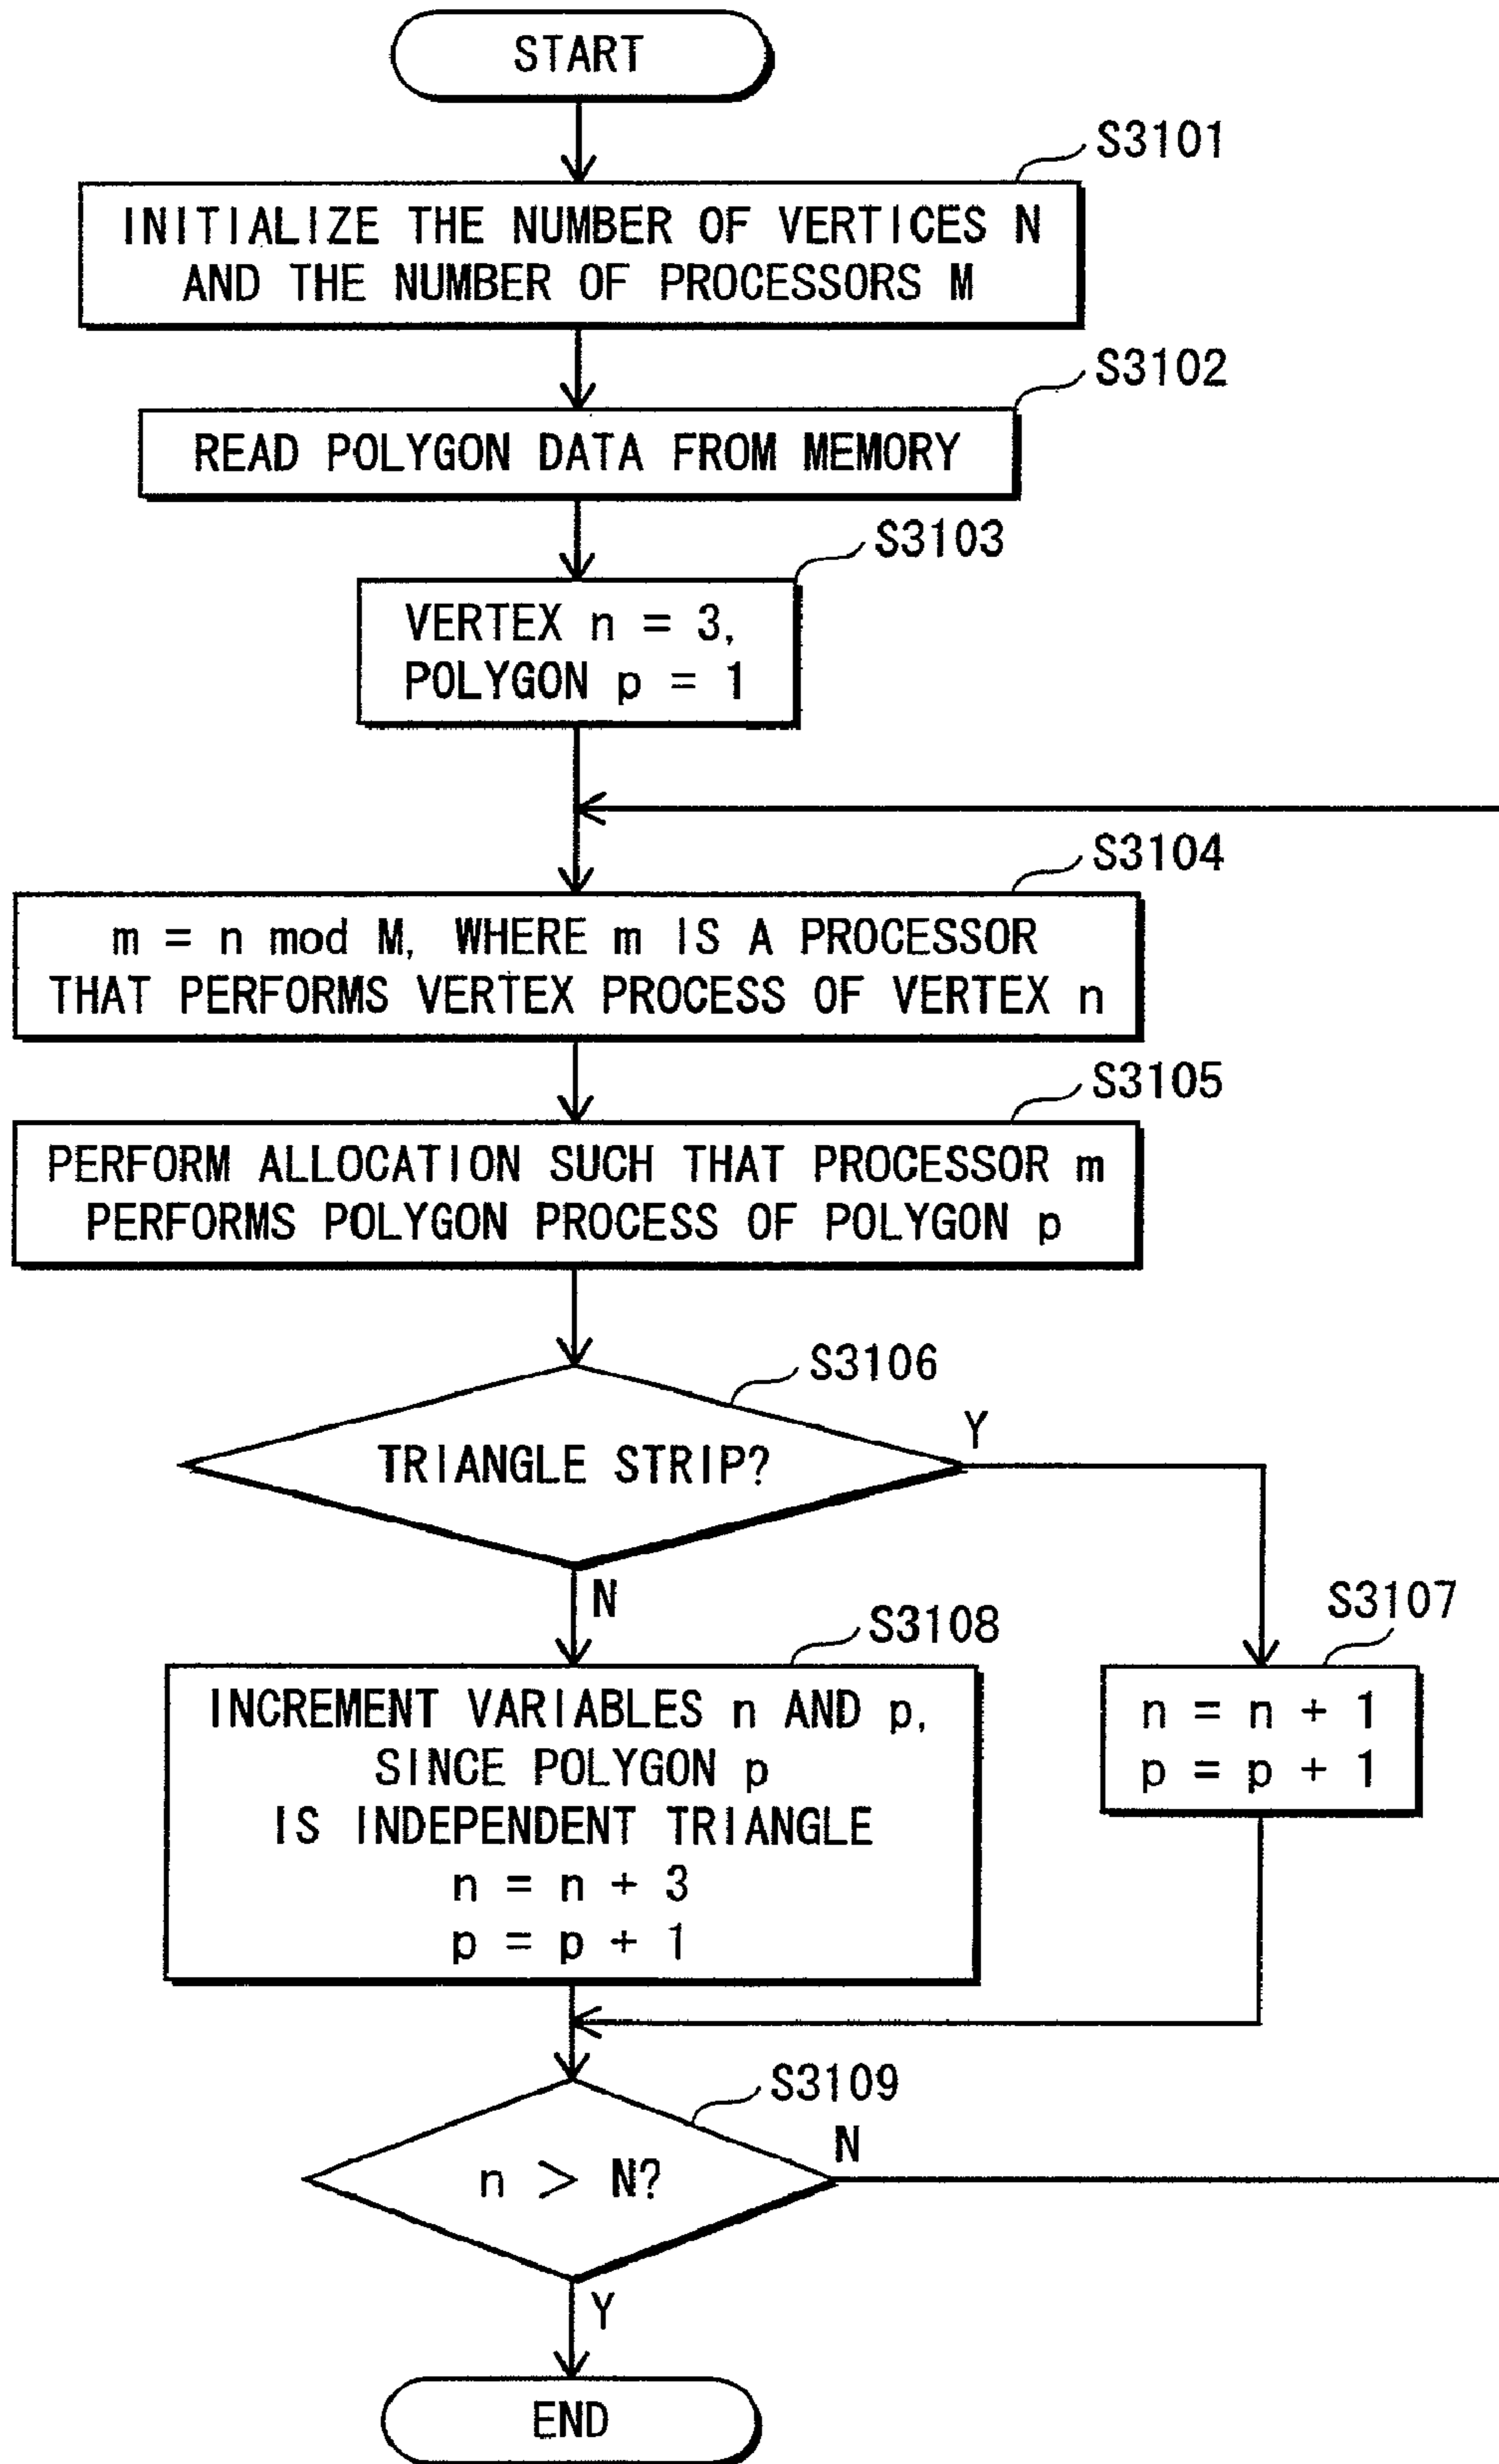 START
S3101
INITIALIZE THE NUMBER OF VERTICES N
AND THE NUMBER OF PROCESSORS M
S3102
READ POLYGON DATA FROM MEMORY
S3103
VERTEX n = 3,
POLYGON p = 1
S3104
m = n mod M, WHERE m IS A PROCESSOR
THAT PERFORMS VERTEX PROCESS OF VERTEX n
S3105
PERFORM ALLOCATION SUCH THAT PROCESSOR m
PERFORMS POLYGON PROCESS OF POLYGON p
S3106
TRIANGLE STRIP?
Y
N
S3108
INCREMENT VARIABLES n AND p,
SINCE POLYGON p
IS INDEPENDENT TRIANGLE
n = n + 3
p = p + 1
S3107
n = n + 1
p = p + 1
S3109
n > N?
N
Y
END